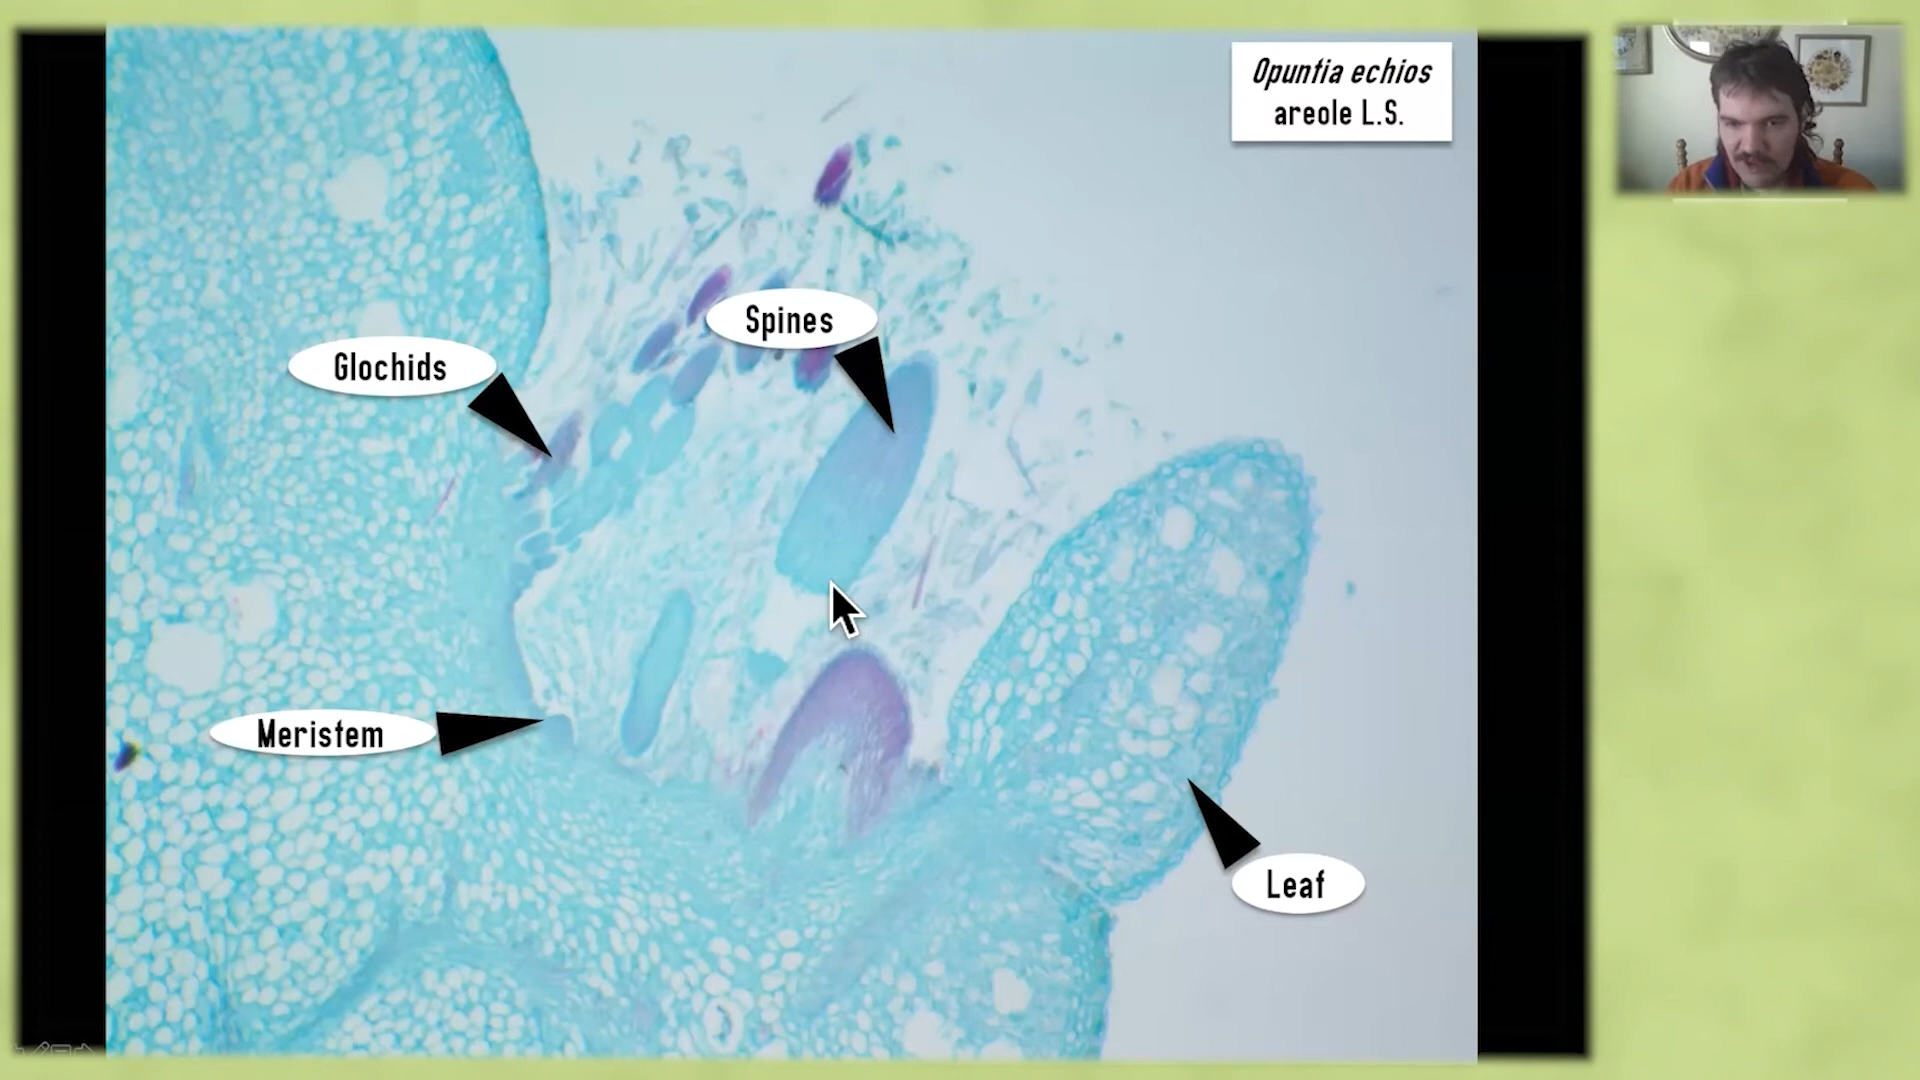 Opuntia echios
areole L.S.
Spines
Glochids
Meristem
Leaf